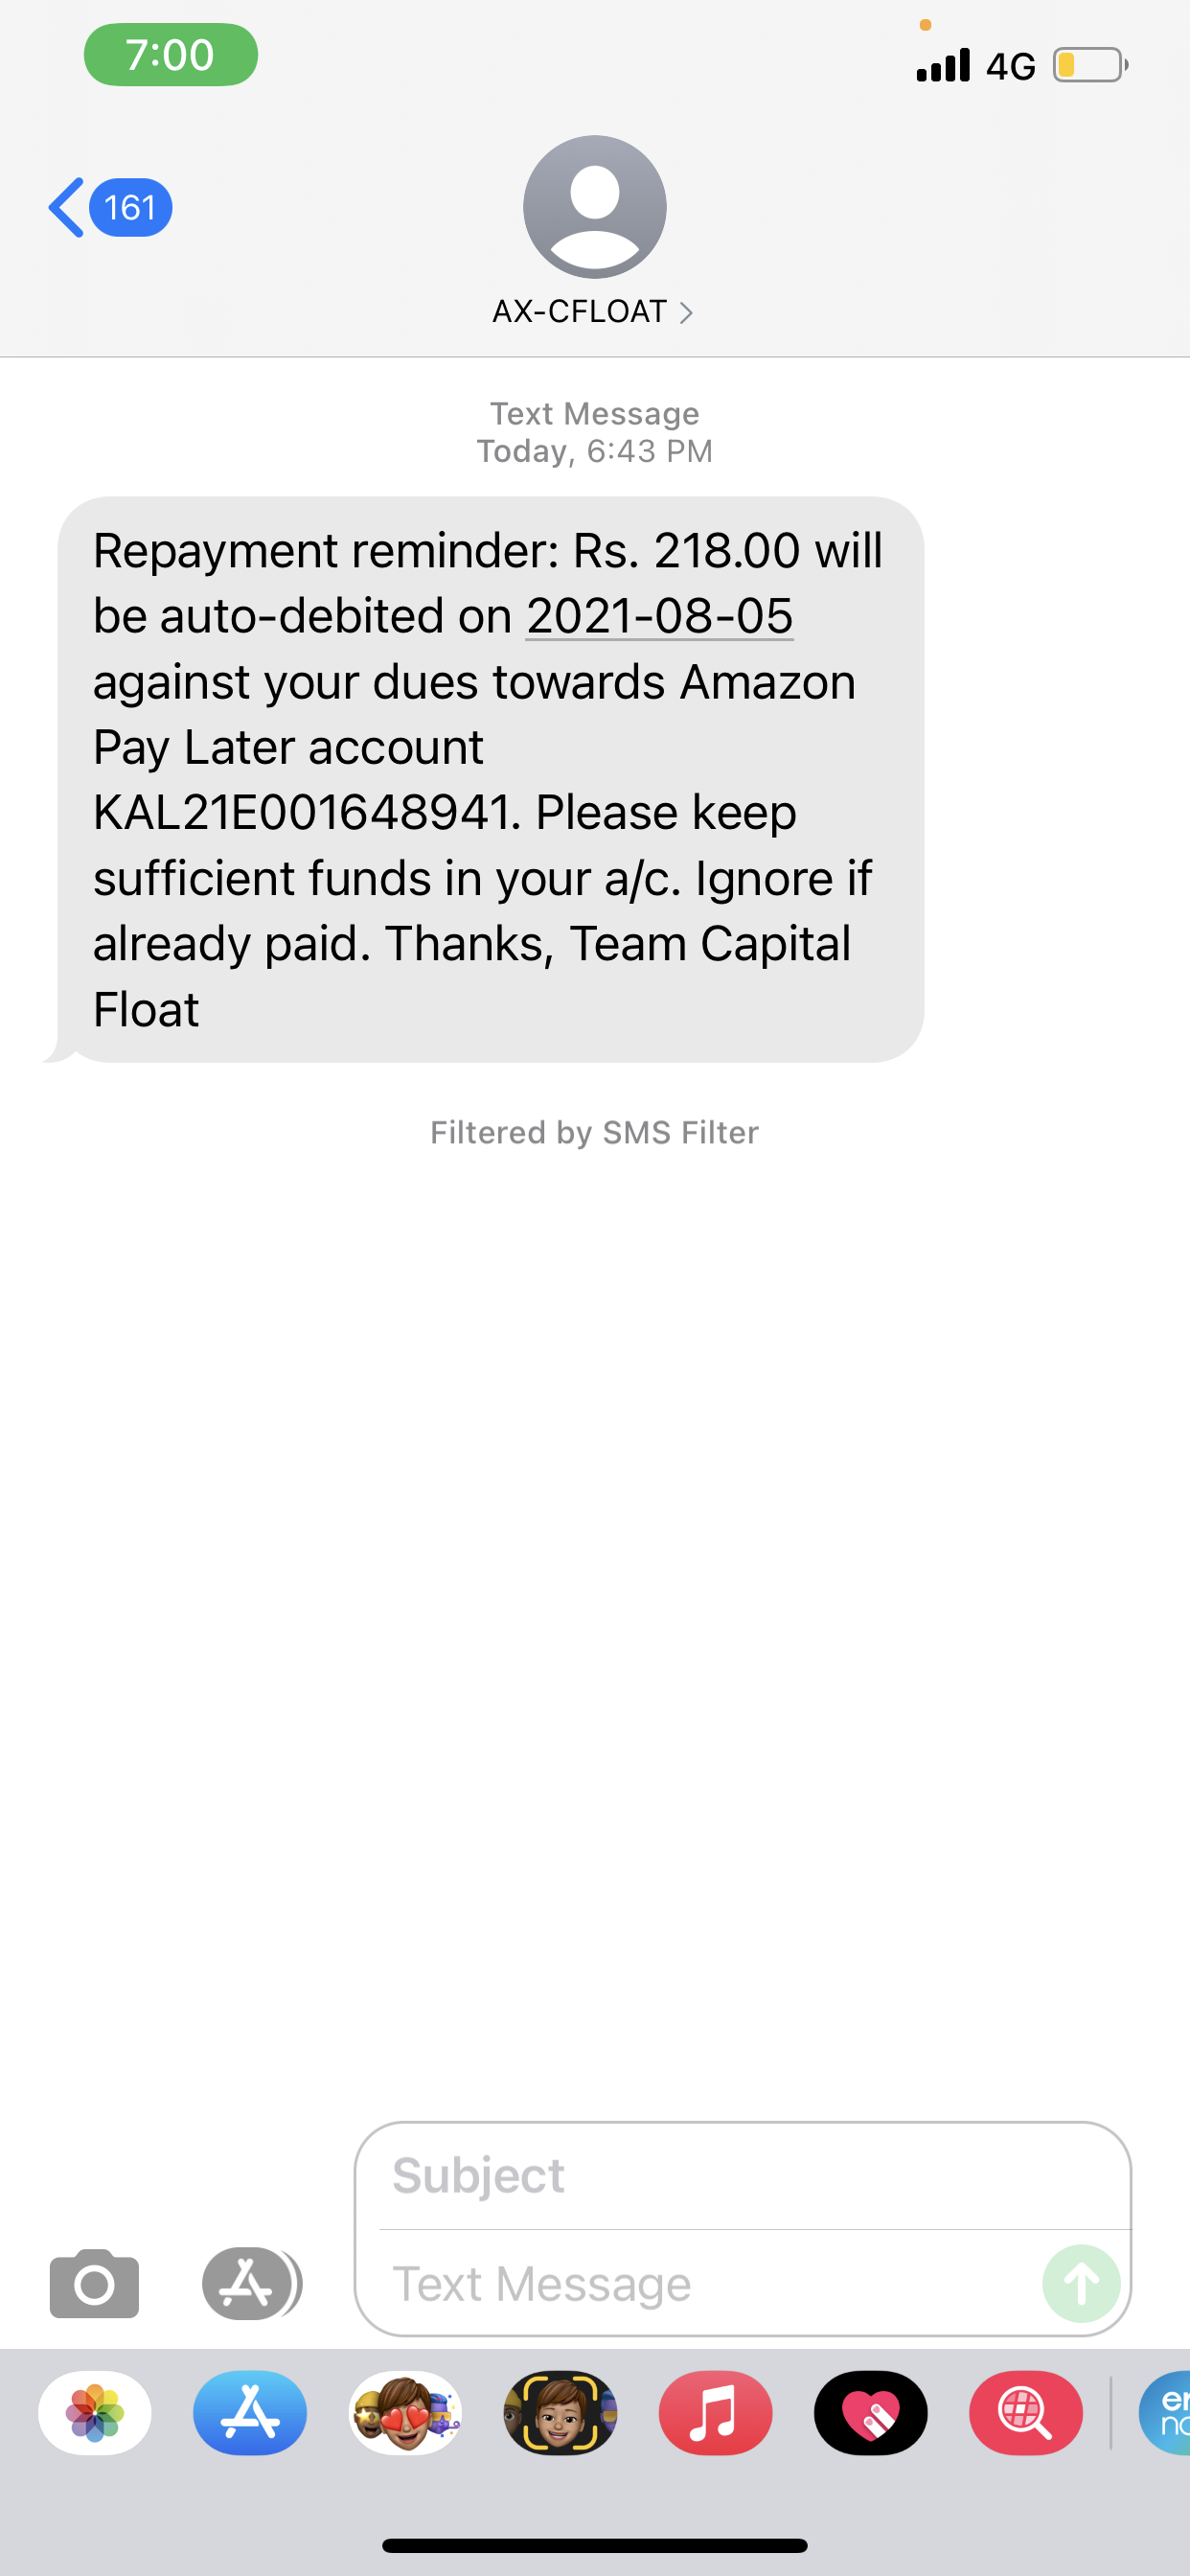 7:00
4G
161
AX-CFLOAT
Text Message
Today, 6:43 PM
Repayment reminder: Rs. 218.00 will
be auto-debited on 2021-08-05
against your dues towards Amazon
Pay Later account
KAL21E001648941. Please keep
sufficient funds in your a/c. Ignore if
already paid. Thanks, Team Capital
Float
Filtered by SMS Filter
Subject
Text Message